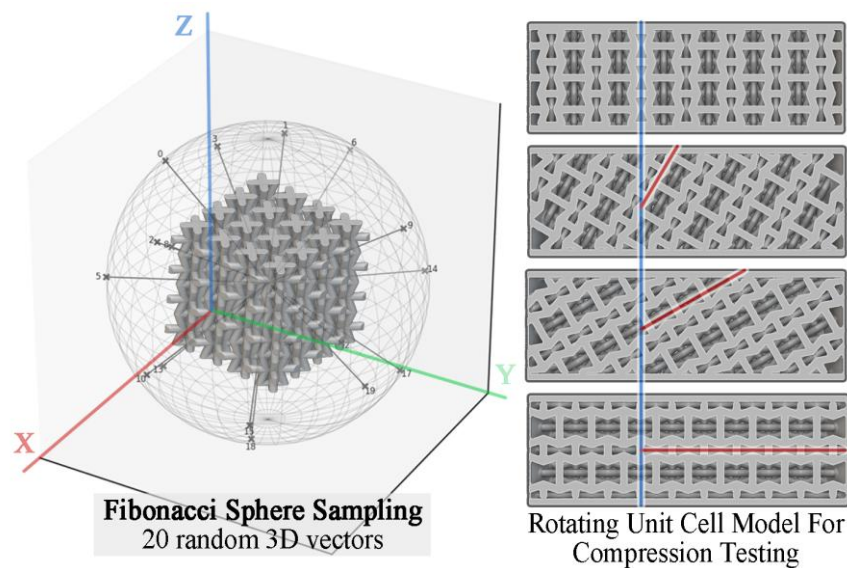 Z
1
3
6
0
9
2
8
14
5
Y
17
10
13
19
X
15
18
Fibonacci Sphere Sampling
20 random 3D vectors
Rotating Unit Cell Model For
Compression Testing